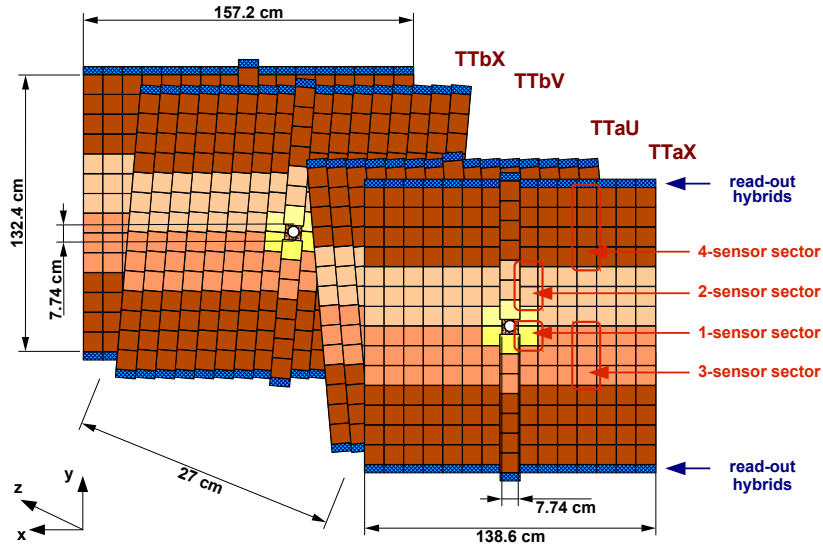 157.2 cm
TTbX
TTbV
TTaU
TTaX
132.4 cm
7.74 cm
read-out
hybrids
4-sensor sector
2-sensor sector
1-sensor sector
3-sensor sector
read-out
hybrids
27 cm
7.74 cm
138.6 cm
y
z
x